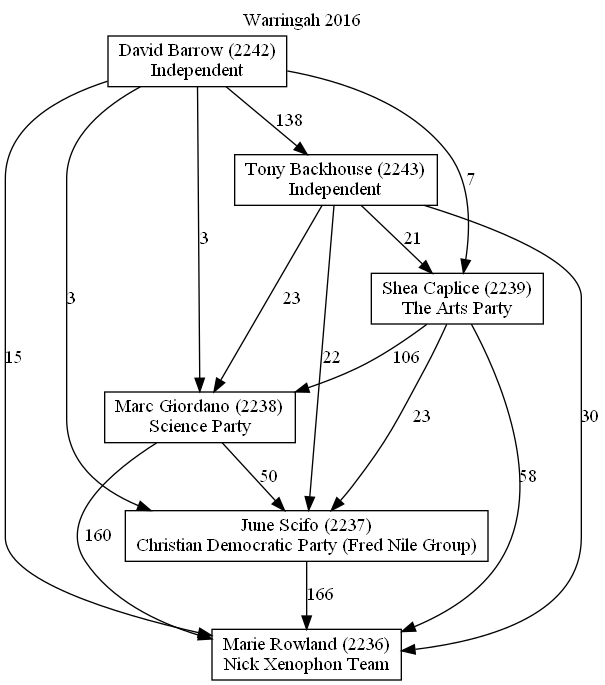 Warringah 2016
David Barrow (2242)
Independent
138
Tony Backhouse (2243)
Independent
7
3
21
Shea Caplice (2239)
The Arts Party
3
23
15
22
106
Marc Giordano (2238)
Science Party
23
30
50
58
160
June Scifo (2237)
Christian Democratic Party (Fred Nile Group)
166
Marie Rowland (2236)
Nick Xenophon Team